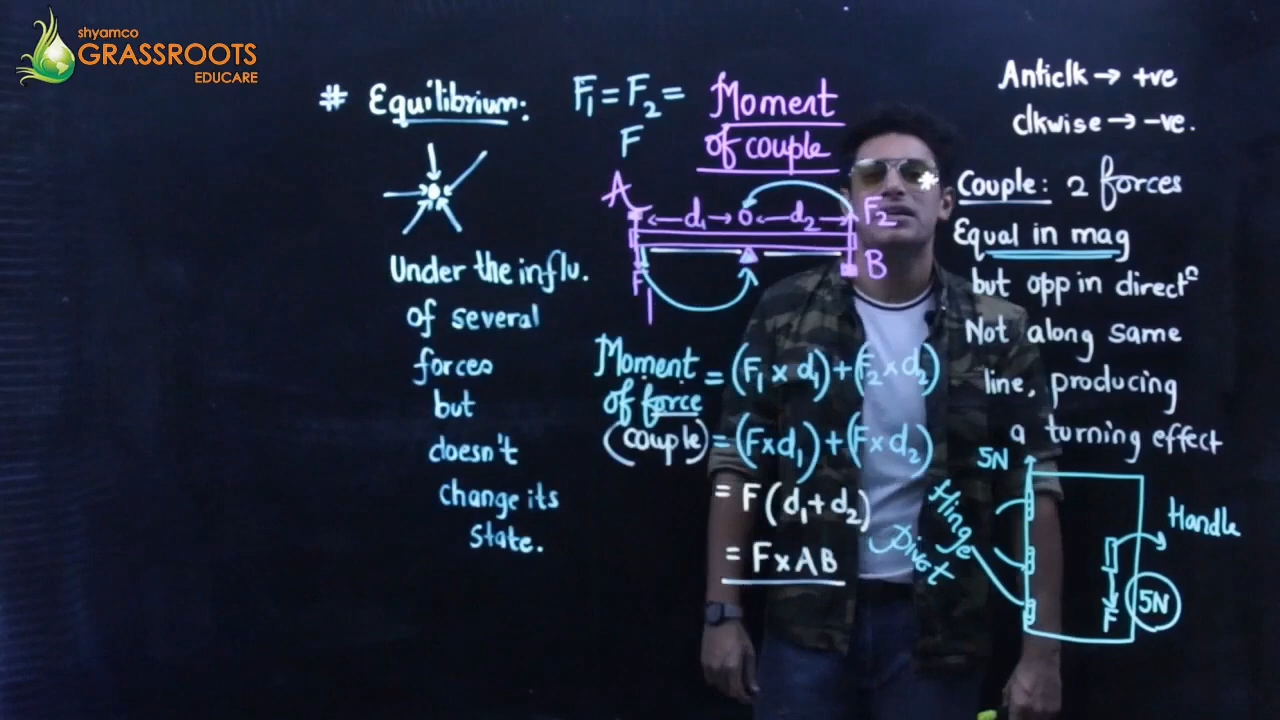 shyamco
GRASSROOTS
EDUCARE
# Equilibrium:
Under the influ.
of several
forces
but
doesn't
change its
state.
F₁ = F₂ =
F
Moment
of couple
A
d₁ O d₂
F₂
F₁
B
Moment
of force
(couple)
= (F₁ × d₁) + (F₂ × d₂)
= (F×d₁) + (F× d₂)
= F(d₁+d₂)
= F×AB
Anticlk → +ve
clkwise → -ve.
* Couple: 2 forces
Equal in mag
but opp in directⁿ
Not along same
line, producing
a turning effect
5N
Hinge
Pivot
Handle
F
5N